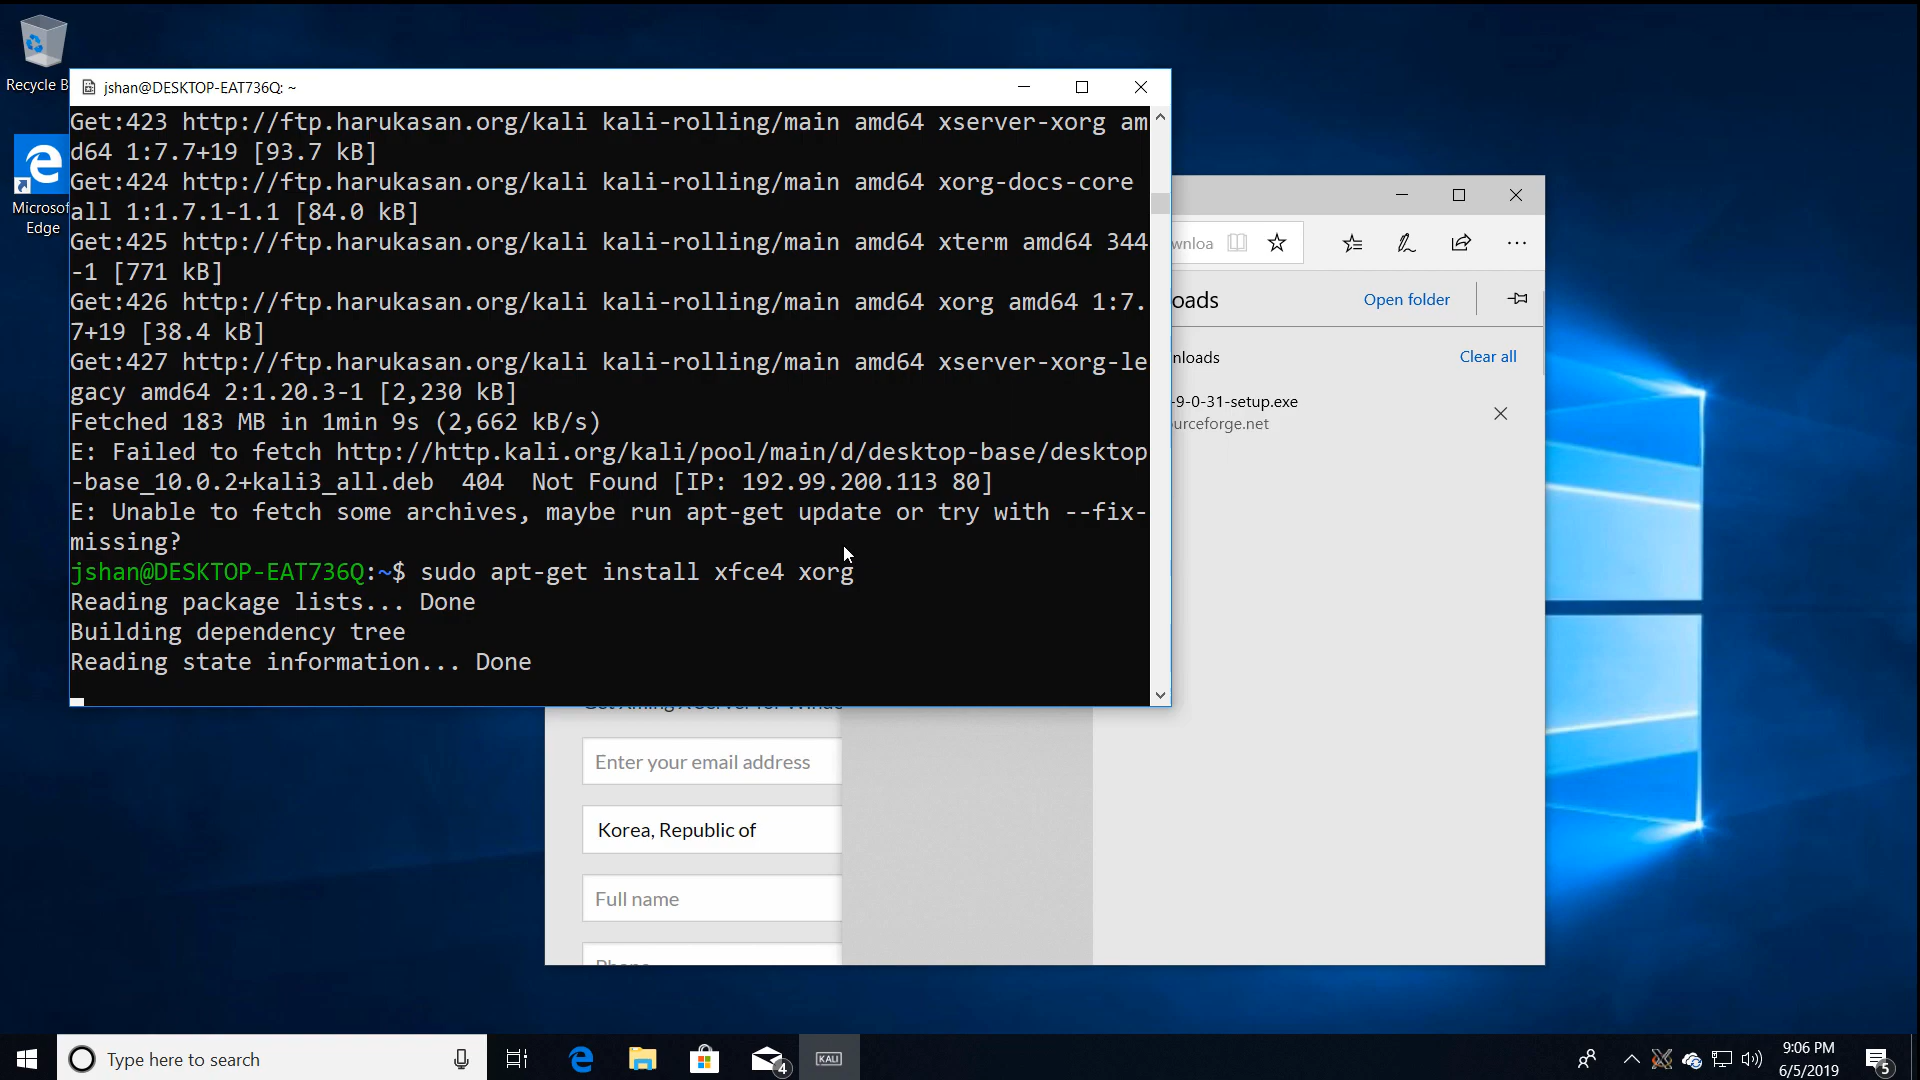 Recycle B
Microsof
Edge
jshan@DESKTOP-EAT736Q: ~
Get:423 http://ftp.harukasan.org/kali kali-rolling/main amd64 xserver-xorg am
d64 1:7.7+19 [93.7 kB]
Get:424 http://ftp.harukasan.org/kali kali-rolling/main amd64 xorg-docs-core
all 1:1.7.1-1.1 [84.0 kB]
Get:425 http://ftp.harukasan.org/kali kali-rolling/main amd64 xterm amd64 344
-1 [771 kB]
Get:426 http://ftp.harukasan.org/kali kali-rolling/main amd64 xorg amd64 1:7.
7+19 [38.4 kB]
Get:427 http://ftp.harukasan.org/kali kali-rolling/main amd64 xserver-xorg-le
gacy amd64 2:1.20.3-1 [2,230 kB]
Fetched 183 MB in 1min 9s (2,662 kB/s)
E: Failed to fetch http://http.kali.org/kali/pool/main/d/desktop-base/desktop
-base_10.0.2+kali3_all.deb  404  Not Found [IP: 192.99.200.113 80]
E: Unable to fetch some archives, maybe run apt-get update or try with --fix-
missing?
jshan@DESKTOP-EAT736Q:~$ sudo apt-get install xfce4 xorg
Reading package lists... Done
Building dependency tree
Reading state information... Done
wnloa
oads
Open folder
nloads
Clear all
-9-0-31-setup.exe
urceforge.net
Enter your email address
Korea, Republic of
Full name
Type here to search
4
KALI
9:06 PM
6/5/2019
5